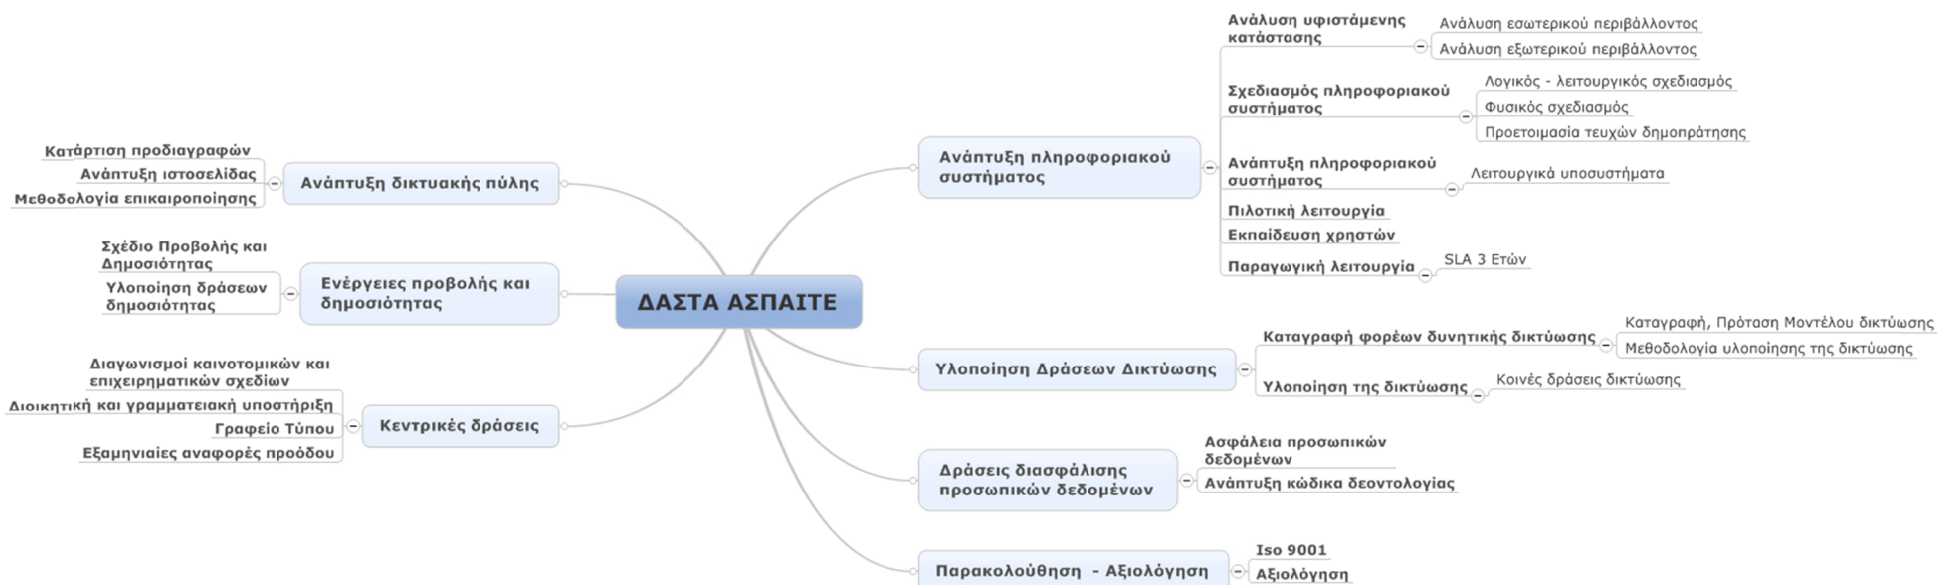 ΔΑΣΤΑ ΑΣΠΑΙΤΕ
Ανάπτυξη πληροφοριακού
συστήματος
Ανάλυση υφιστάμενης
κατάστασης
Ανάλυση εσωτερικού περιβάλλοντος
Ανάλυση εξωτερικού περιβάλλοντος
Σχεδιασμός πληροφοριακού
συστήματος
Λογικός - λειτουργικός σχεδιασμός
Φυσικός σχεδιασμός
Προετοιμασία τευχών δημοπράτησης
Ανάπτυξη πληροφοριακού
συστήματος
Λειτουργικά υποσυστήματα
Πιλοτική λειτουργία
Εκπαίδευση χρηστών
Παραγωγική λειτουργία
SLA 3 Ετών
Υλοποίηση Δράσεων Δικτύωσης
Καταγραφή φορέων δυνητικής δικτύωσης
Καταγραφή, Πρόταση Μοντέλου δικτύωσης
Μεθοδολογία υλοποίησης της δικτύωσης
Υλοποίηση της δικτύωσης
Κοινές δράσεις δικτύωσης
Δράσεις διασφάλισης
προσωπικών δεδομένων
Ασφάλεια προσωπικών
δεδομένων
Ανάπτυξη κώδικα δεοντολογίας
Παρακολούθηση - Αξιολόγηση
Iso 9001
Αξιολόγηση
Ανάπτυξη δικτυακής πύλης
Κατάρτιση προδιαγραφών
Ανάπτυξη ιστοσελίδας
Μεθοδολογία επικαιροποίησης
Ενέργειες προβολής και
δημοσιότητας
Σχέδιο Προβολής και
Δημοσιότητας
Υλοποίηση δράσεων
δημοσιότητας
Κεντρικές δράσεις
Διαγωνισμοί καινοτομικών και
επιχειρηματικών σχεδίων
Διοικητική και γραμματειακή υποστήριξη
Γραφείο Τύπου
Εξαμηνιαίες αναφορές προόδου